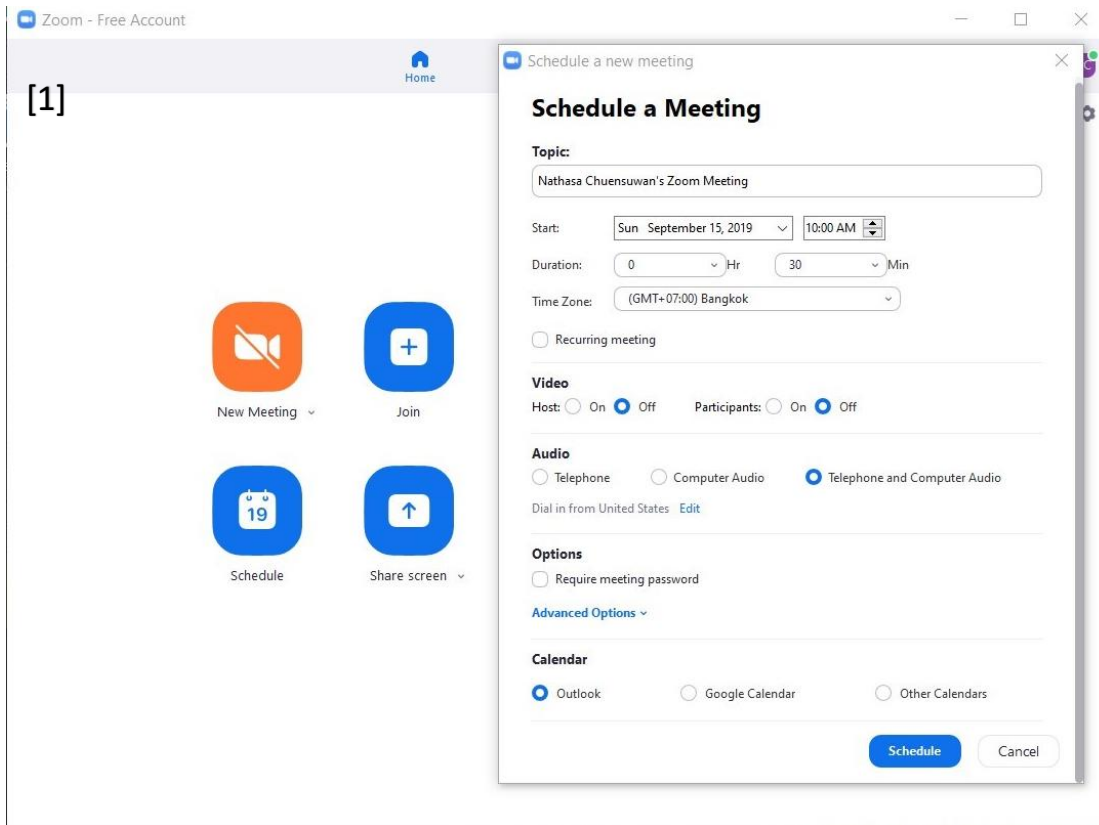 Zoom - Free Account
Home
[1]
New Meeting
Join
19
Schedule
Share screen
Schedule a new meeting
Schedule a Meeting
Topic:
Nathasa Chuensuwan's Zoom Meeting
Start: Sun September 15, 2019 10:00 AM
Duration: 0 Hr 30 Min
Time Zone: (GMT+07:00) Bangkok
Recurring meeting
Video
Host: On Off Participants: On Off
Audio
Telephone Computer Audio Telephone and Computer Audio
Dial in from United States Edit
Options
Require meeting password
Advanced Options
Calendar
Outlook Google Calendar Other Calendars
Schedule Cancel